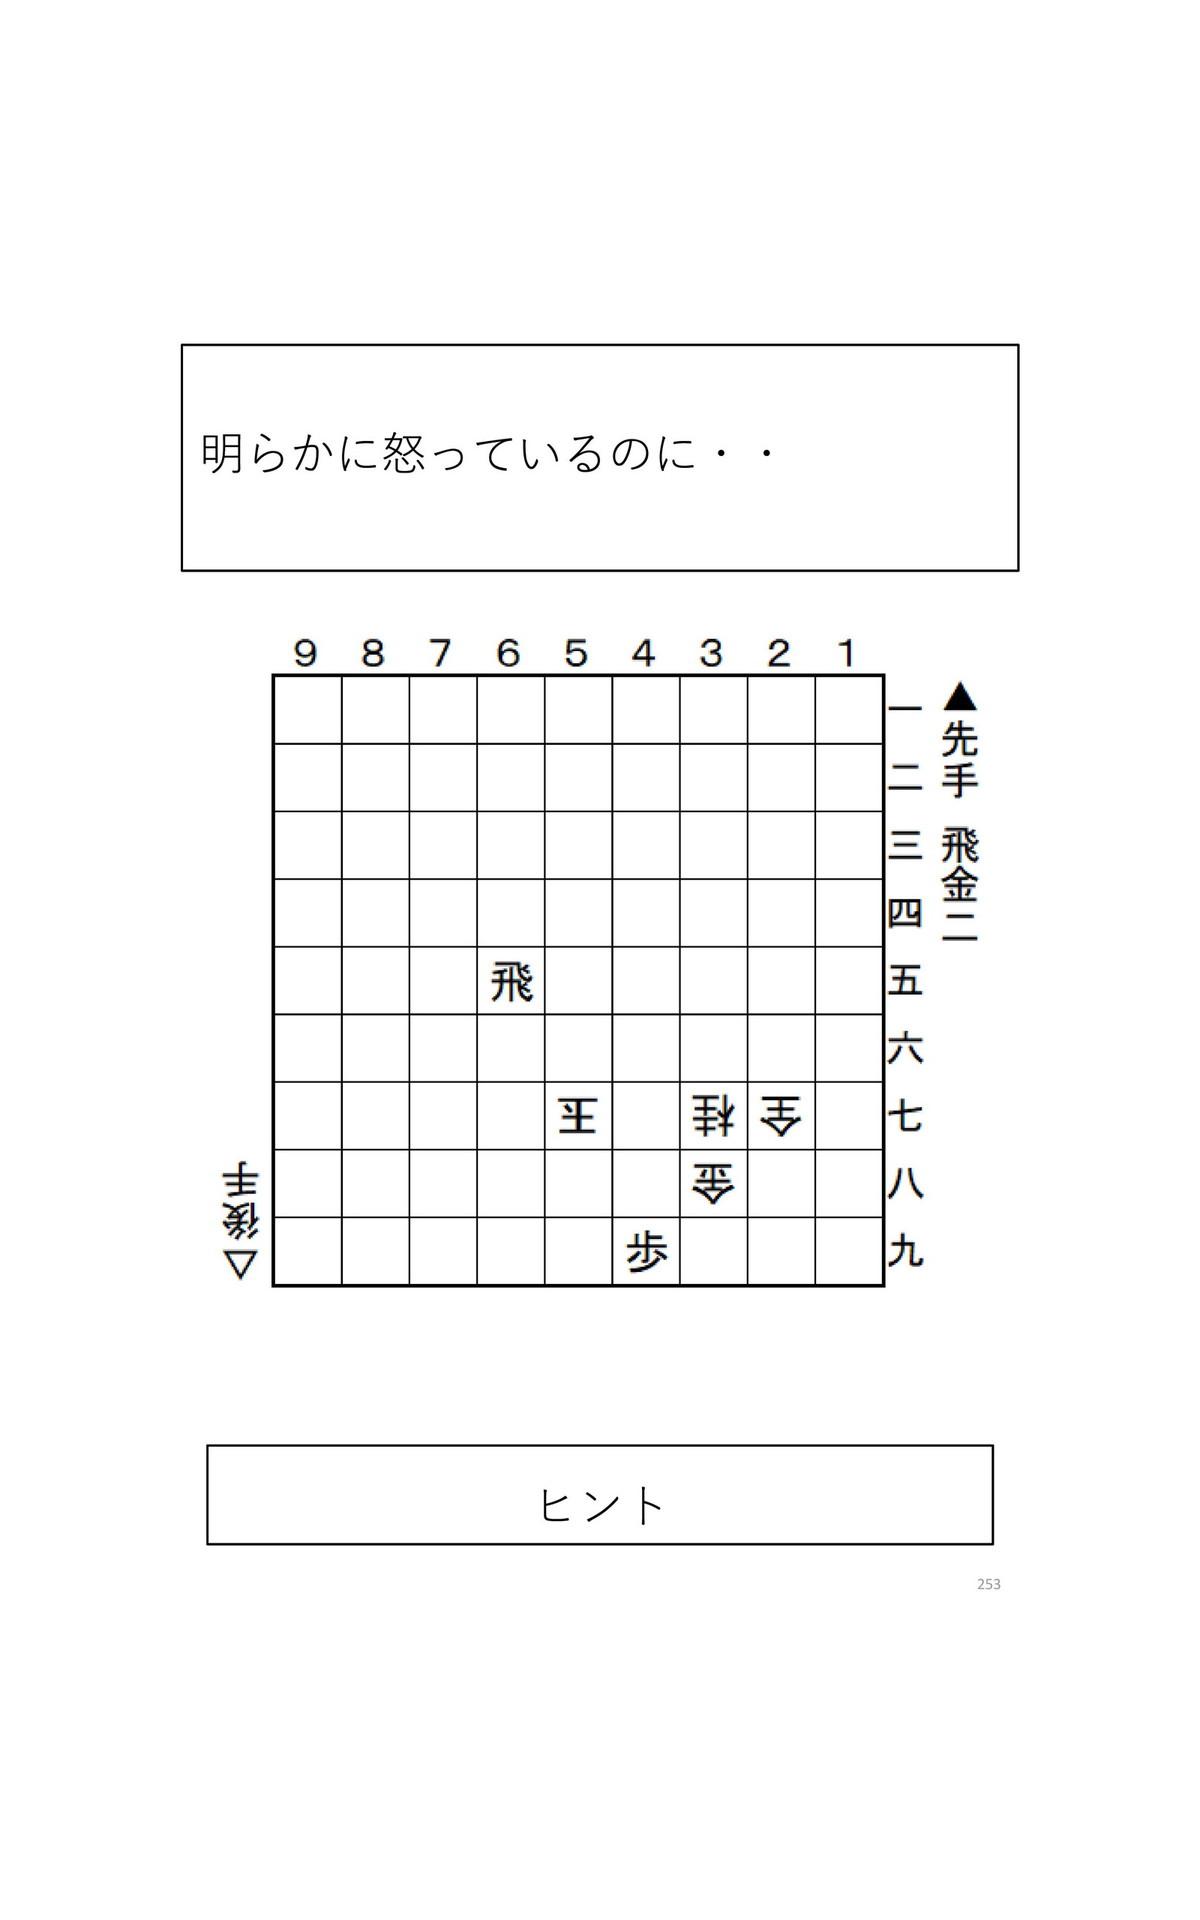 明らかに怒っているのに・・
9 8 7 6 5 4 3 2 1
一
二
三
四
五
六
七
八
九
▲先手 飛金二
飛
王 桂 全
金
歩
△後手
ヒント
253